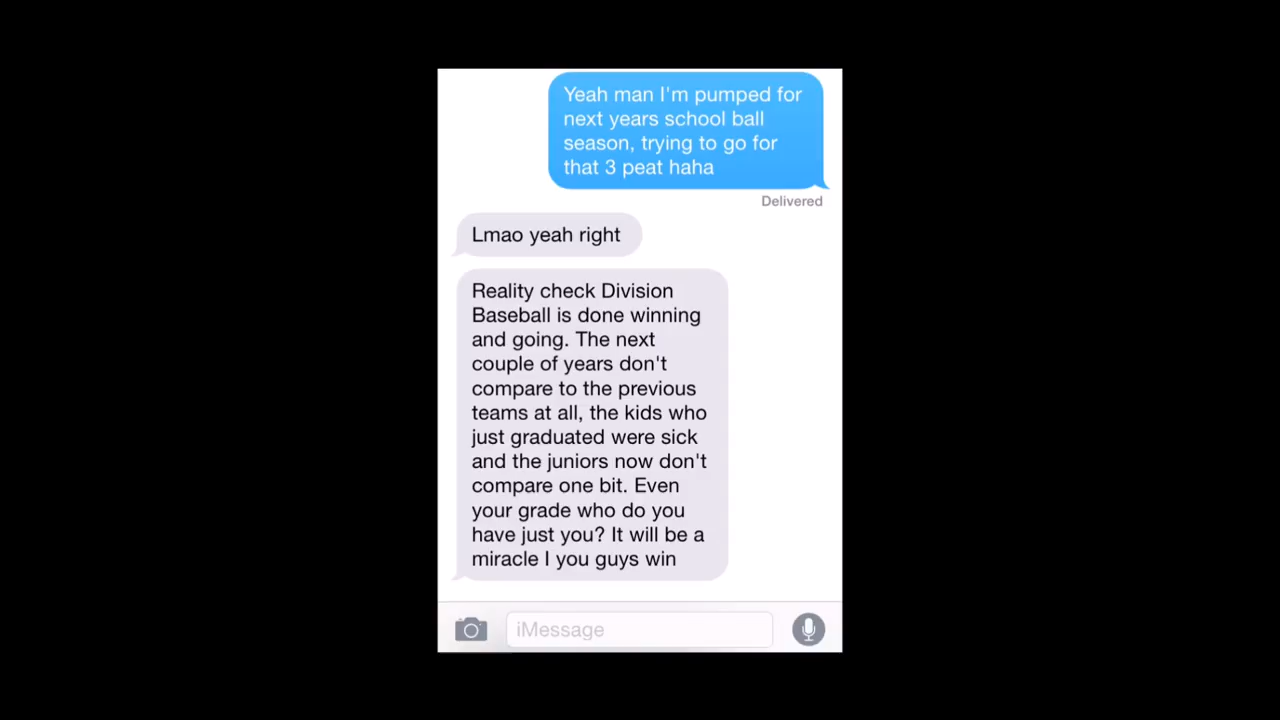 Yeah man I'm pumped for
next years school ball
season, trying to go for
that 3 peat haha
Delivered
Lmao yeah right
Reality check Division
Baseball is done winning
and going. The next
couple of years don't
compare to the previous
teams at all, the kids who
just graduated were sick
and the juniors now don't
compare one bit. Even
your grade who do you
have just you? It will be a
miracle I you guys win
iMessage